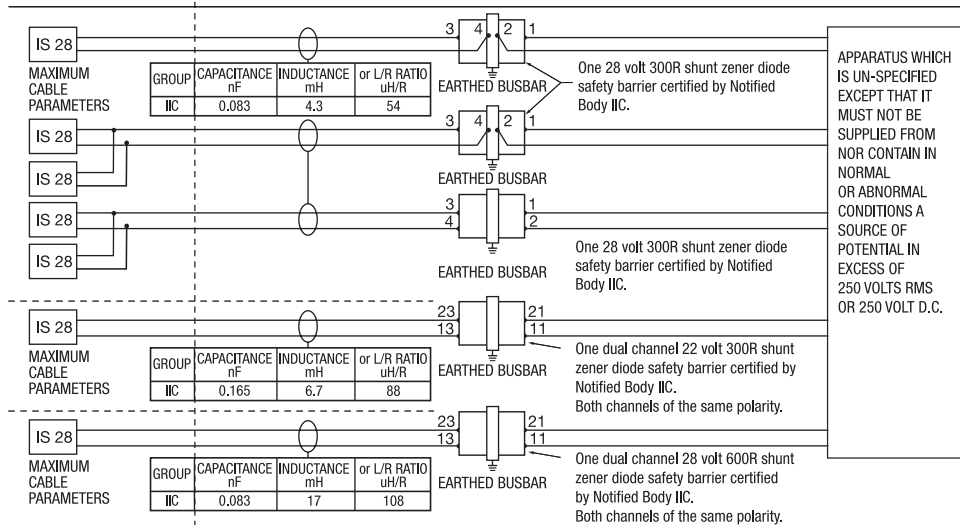 IS 28
MAXIMUM
CABLE
PARAMETERS
GROUP CAPACITANCE nF INDUCTANCE mH or L/R RATIO uH/R
IIC 0.083 4.3 54
3 4 2 1
EARTHED BUSBAR
One 28 volt 300R shunt zener diode
safety barrier certified by Notified
Body IIC.
IS 28
IS 28
3 4 2 1
EARTHED BUSBAR
IS 28
IS 28
3 1
4 2
EARTHED BUSBAR
One 28 volt 300R shunt zener diode
safety barrier certified by Notified
Body IIC.
IS 28
MAXIMUM
CABLE
PARAMETERS
GROUP CAPACITANCE nF INDUCTANCE mH or L/R RATIO uH/R
IIC 0.165 6.7 88
23 21
13 11
EARTHED BUSBAR
One dual channel 22 volt 300R shunt
zener diode safety barrier certified by
Notified Body IIC.
Both channels of the same polarity.
IS 28
MAXIMUM
CABLE
PARAMETERS
GROUP CAPACITANCE nF INDUCTANCE mH or L/R RATIO uH/R
IIC 0.083 17 108
23 21
13 11
EARTHED BUSBAR
One dual channel 28 volt 600R shunt
zener diode safety barrier certified
by Notified Body IIC.
Both channels of the same polarity.
APPARATUS WHICH
IS UN-SPECIFIED
EXCEPT THAT IT
MUST NOT BE
SUPPLIED FROM
NOR CONTAIN IN
NORMAL
OR ABNORMAL
CONDITIONS A
SOURCE OF
POTENTIAL IN
EXCESS OF
250 VOLTS RMS
OR 250 VOLT D.C.